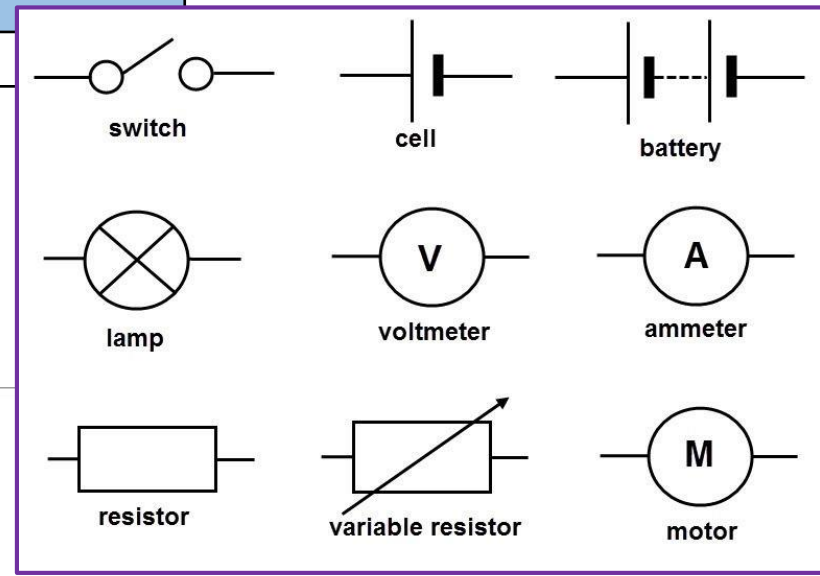 switch
cell
battery
V
A
lamp
voltmeter
ammeter
M
resistor
variable resistor
motor